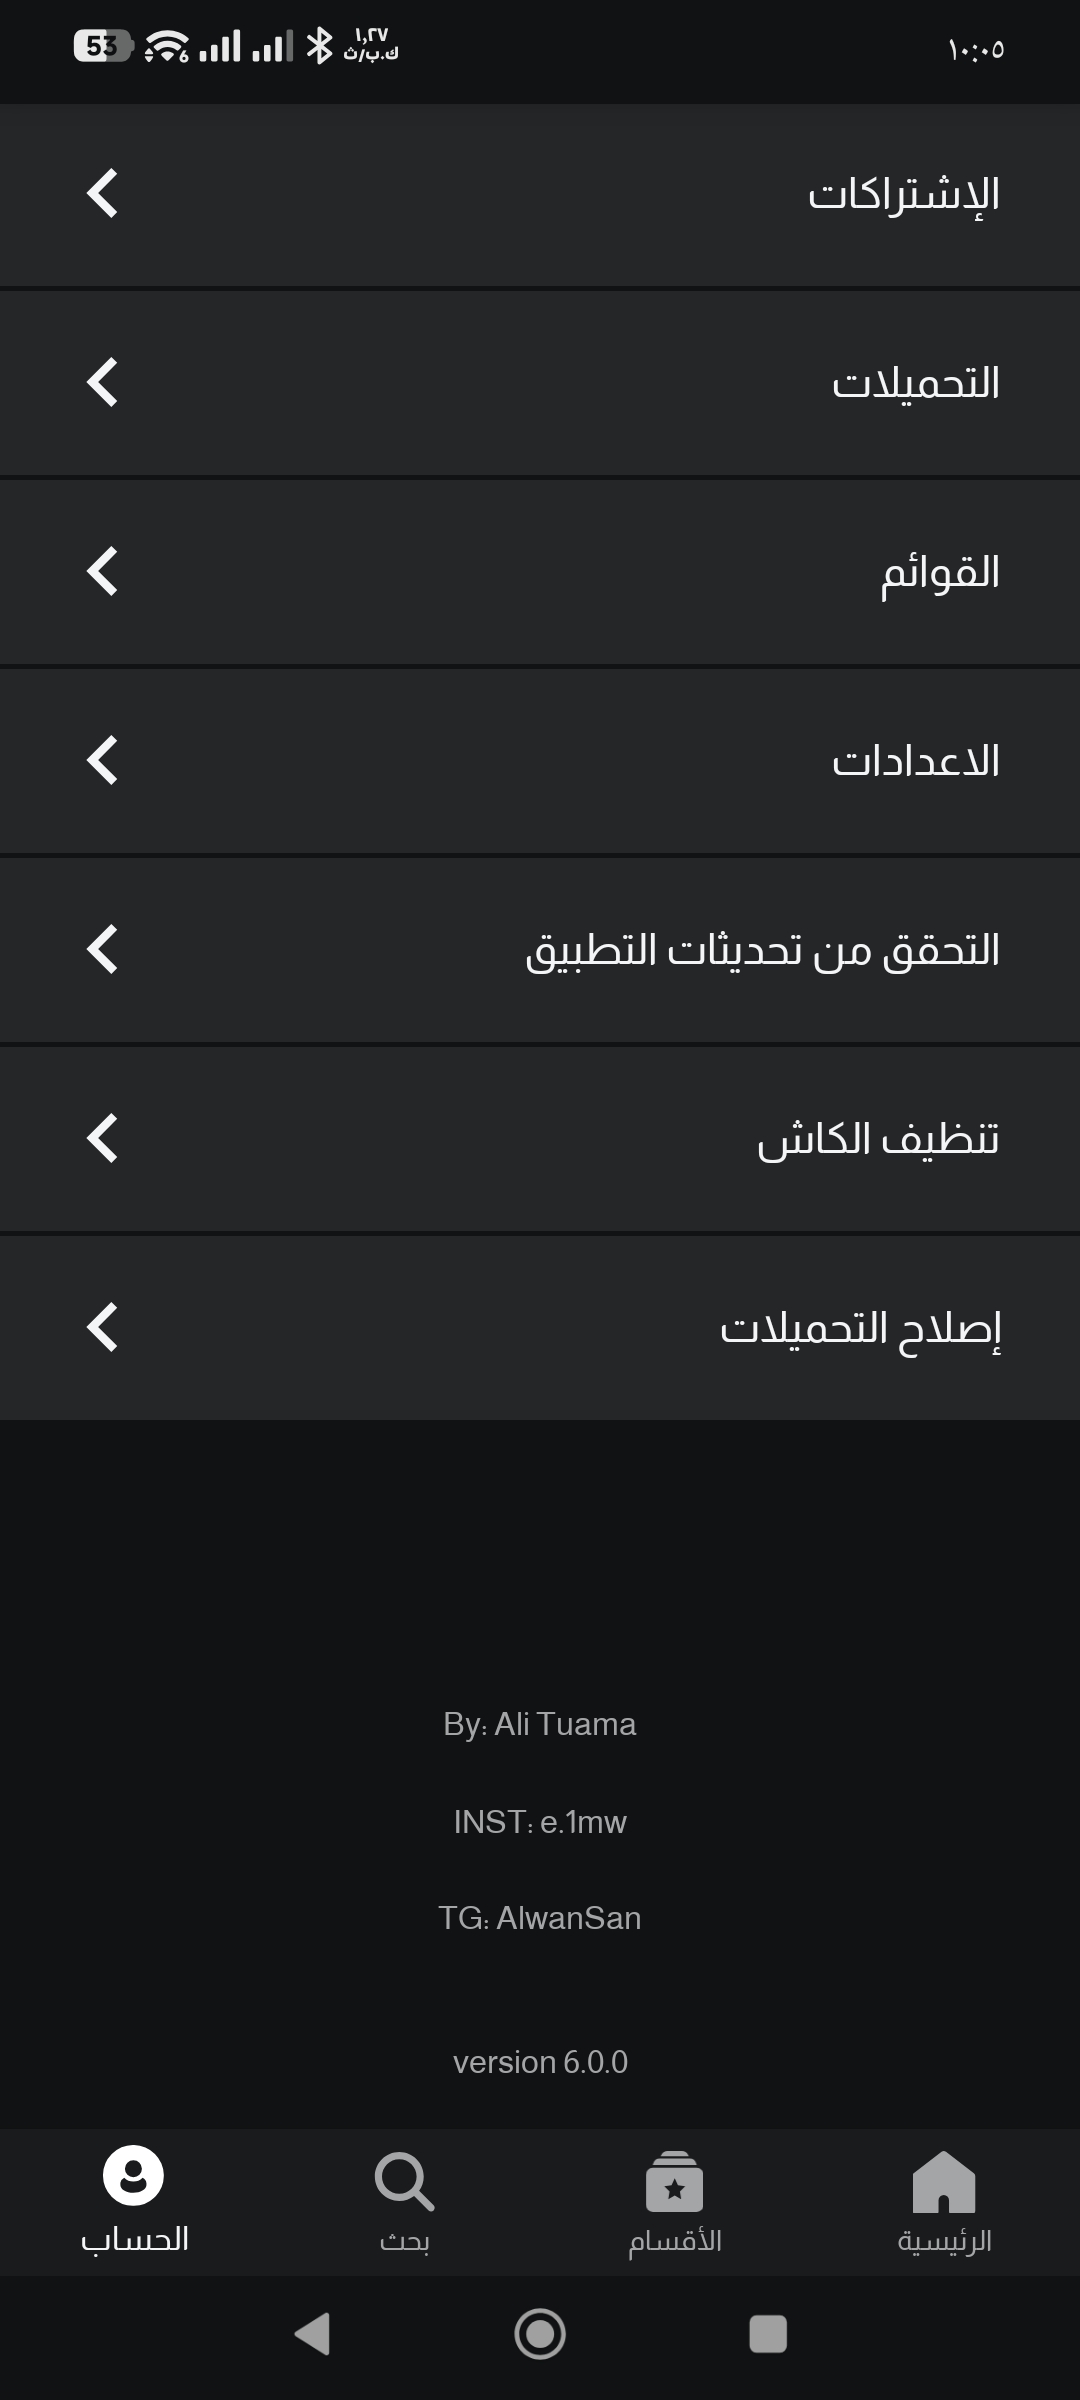 ١٠:٠٥
١,٢٧
ك.ب/ث
6
53
الإشتراكات
التحميلات
القوائم
الاعدادات
التحقق من تحديثات التطبيق
تنظيف الكاش
إصلاح التحميلات
By: Ali Tuama
INST: e.1mw
TG: AlwanSan
version 6.0.0
الرئيسية
الأقسام
بحث
الحساب